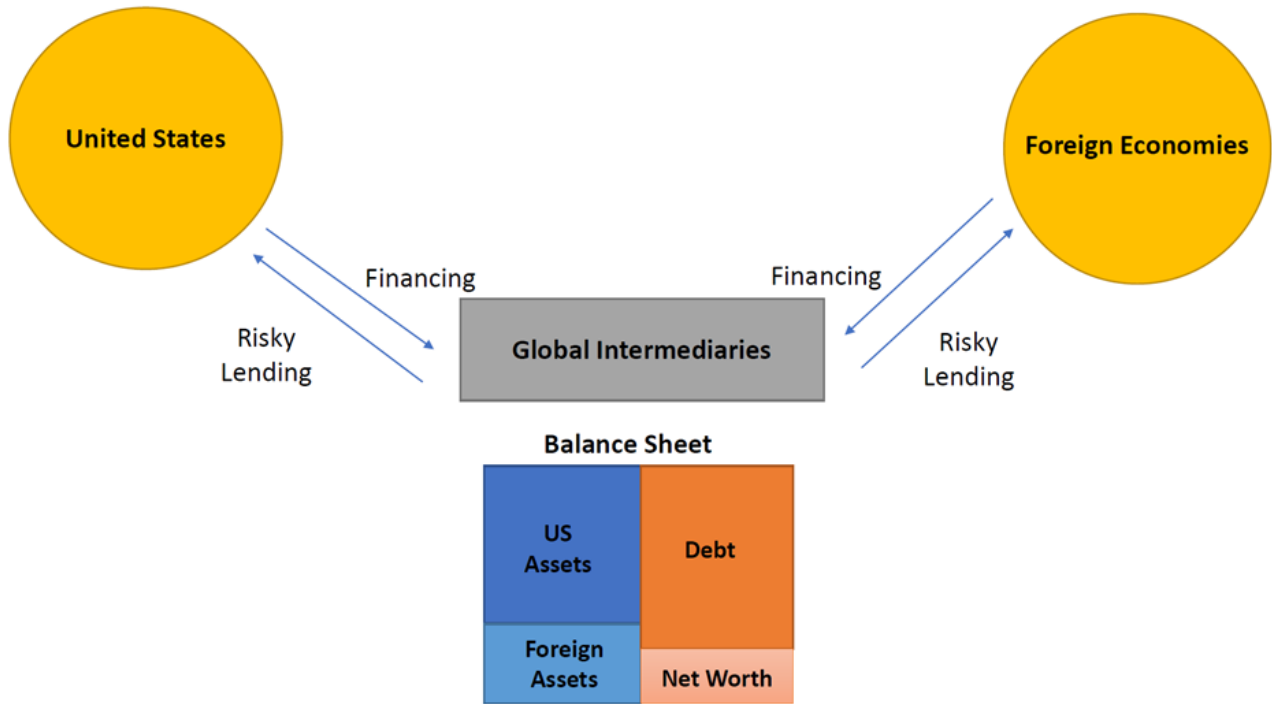 United States
Foreign Economies
Financing
Financing
Risky
Lending
Risky
Lending
Global Intermediaries
Balance Sheet
US
Assets
Debt
Foreign
Assets
Net Worth